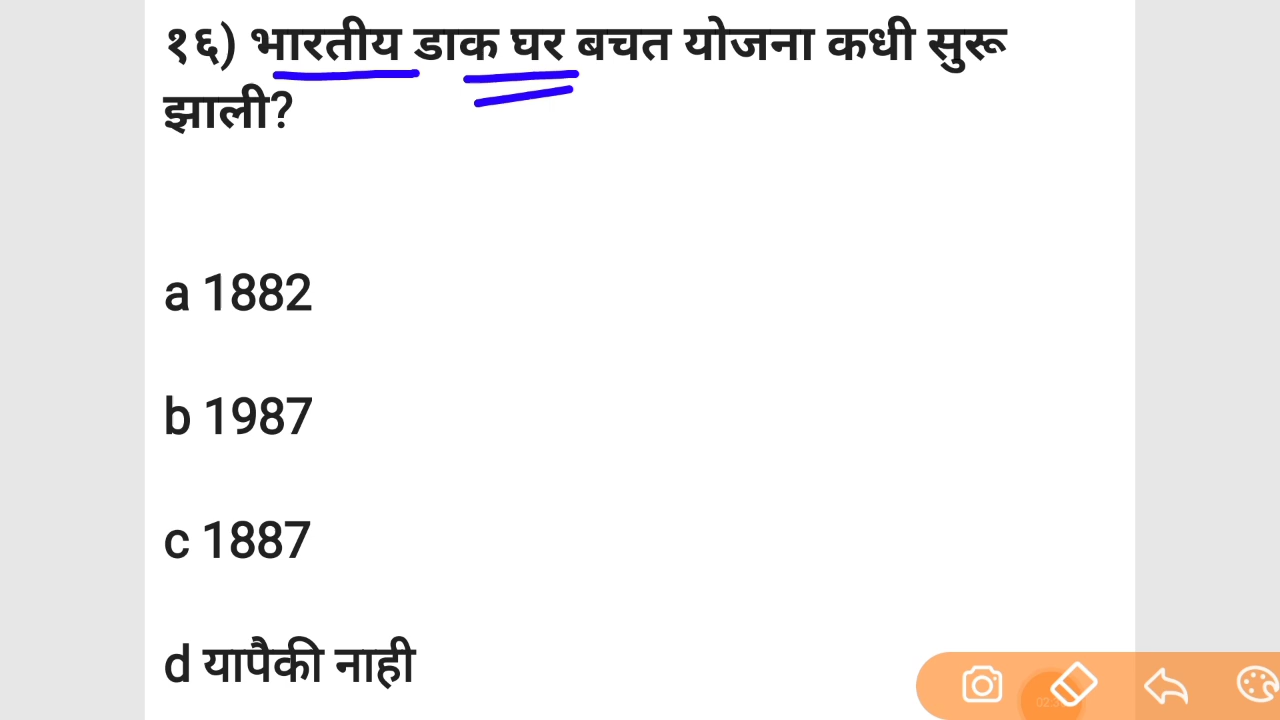 १६) भारतीय डाक घर बचत योजना कधी सुरू
झाली?
a 1882
b 1987
c 1887
d यापैकी नाही